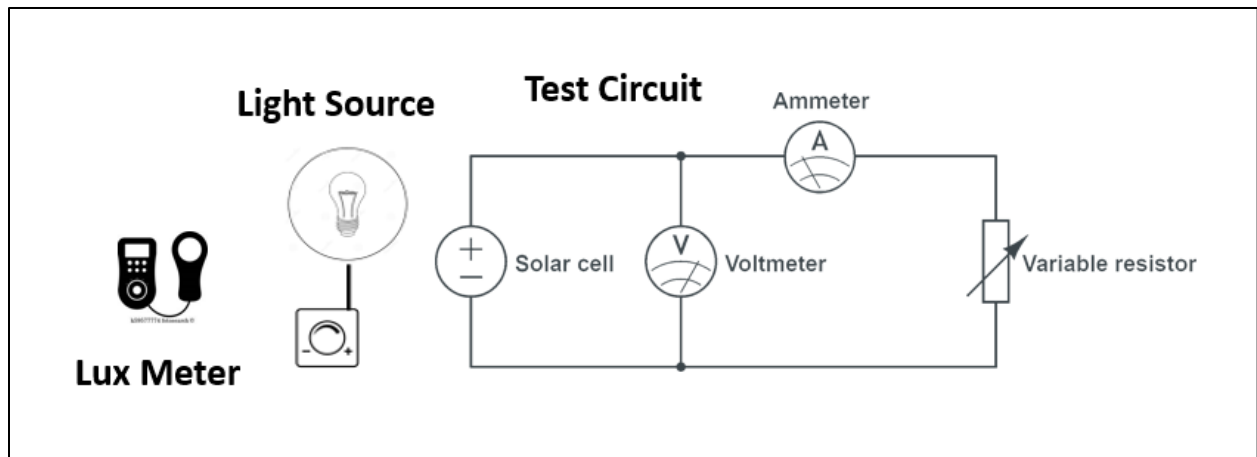 Test Circuit
Light Source
Ammeter
A
+
−
Solar cell
V
Voltmeter
Variable resistor
− +
Lux Meter